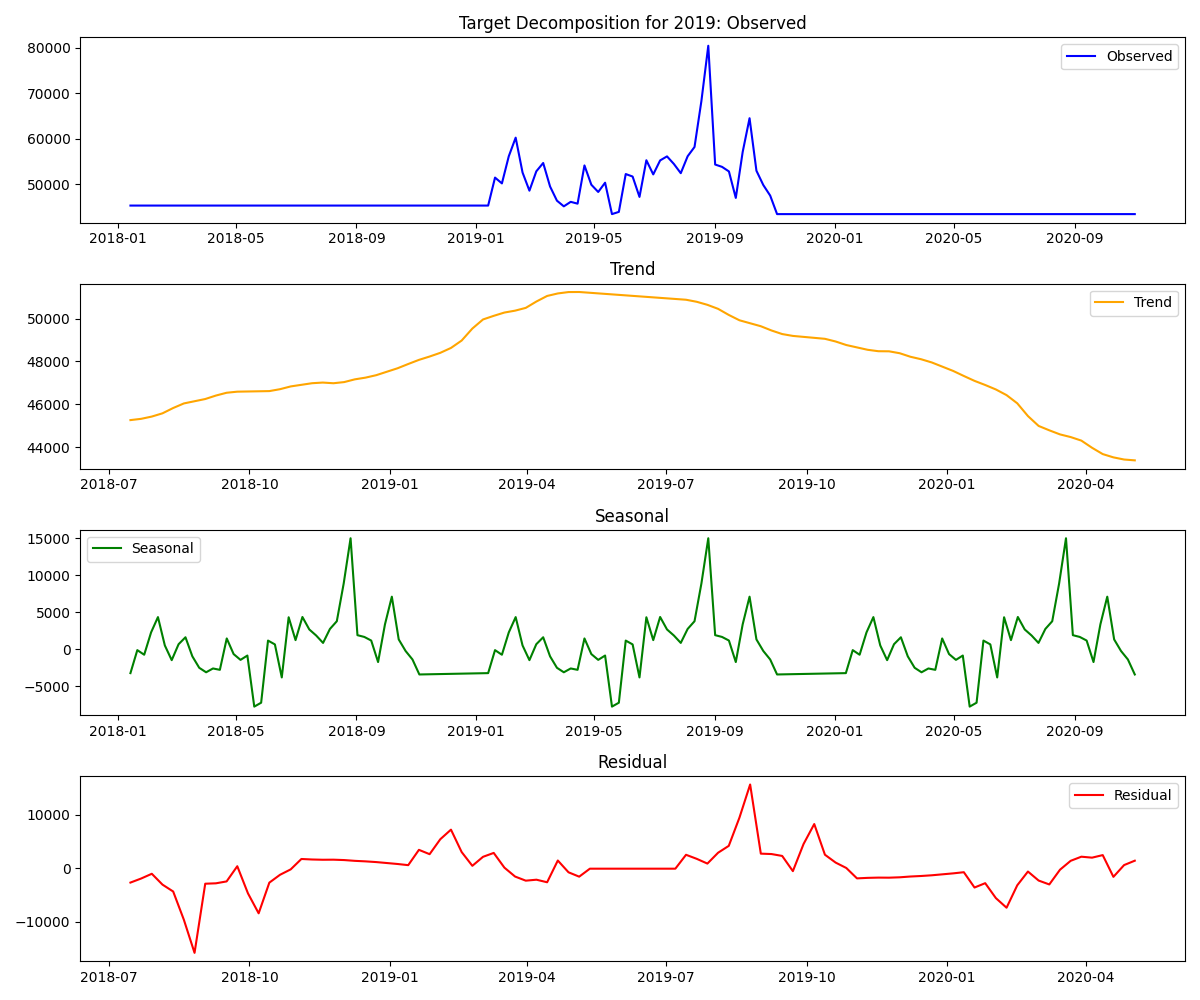 Target Decomposition for 2019: Observed
80000
70000
60000
50000
Observed
2018-01 2018-05 2018-09 2019-01 2019-05 2019-09 2020-01 2020-05 2020-09
Trend
50000
48000
46000
44000
Trend
2018-07 2018-10 2019-01 2019-04 2019-07 2019-10 2020-01 2020-04
Seasonal
15000
10000
5000
0
−5000
Seasonal
2018-01 2018-05 2018-09 2019-01 2019-05 2019-09 2020-01 2020-05 2020-09
Residual
10000
0
−10000
Residual
2018-07 2018-10 2019-01 2019-04 2019-07 2019-10 2020-01 2020-04